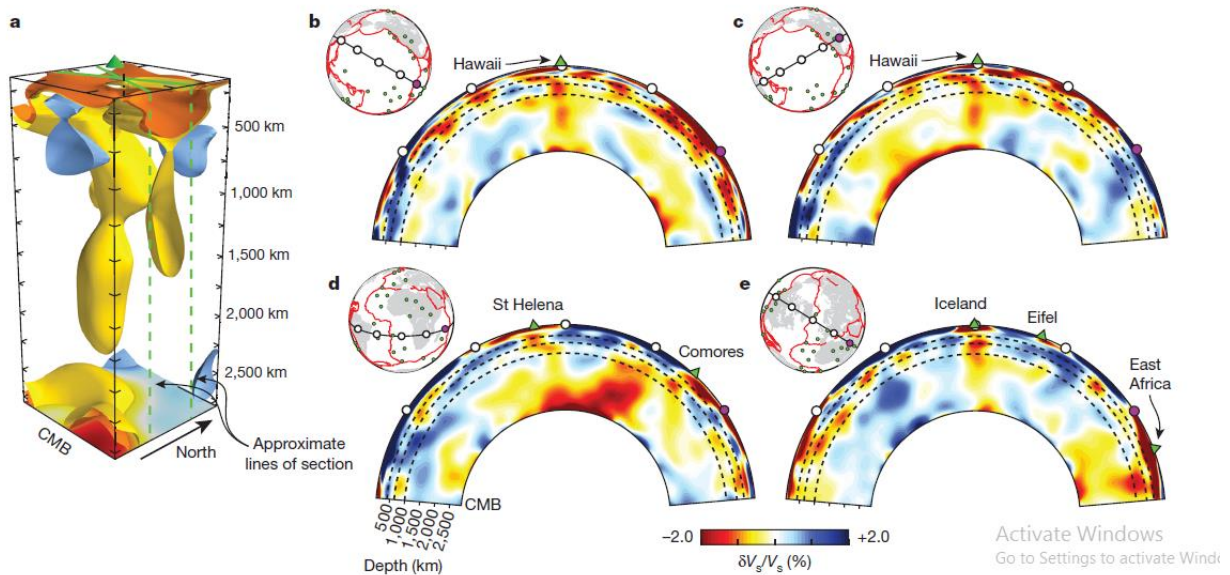 a
500 km
1,000 km
1,500 km
2,000 km
2,500 km
CMB
North
Approximate
lines of section
b
Hawaii
c
Hawaii
d
St Helena
Comores
CMB
500
1,000
1,500
2,000
2,500
Depth (km)
e
Iceland
Eifel
East
Africa
−2.0
+2.0
δVs/Vs (%)
Activate Windows
Go to Settings to activate Windo